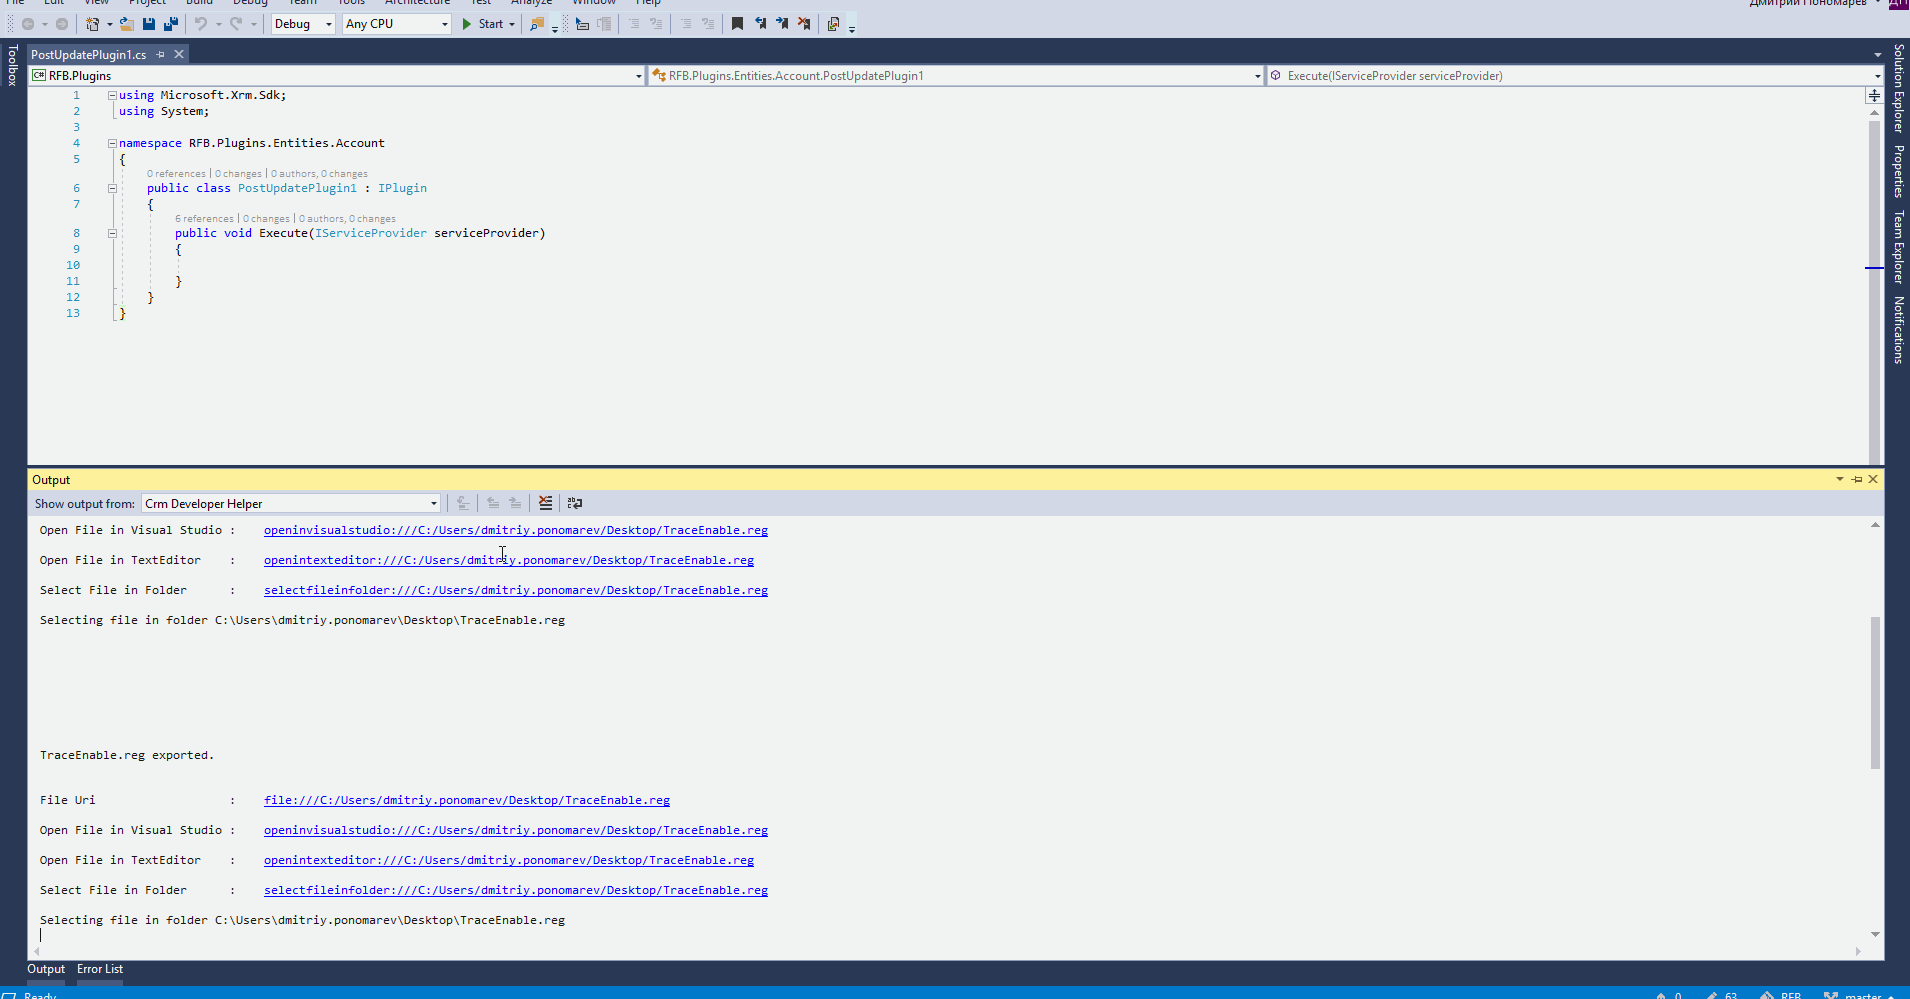 File Edit View Project Build Debug Team Tools Architecture Test Analyze Window Help Дмитрий Пономарев ДП
Debug Any CPU Start
Toolbox
PostUpdatePlugin1.cs
C# RFB.Plugins RFB.Plugins.Entities.Account.PostUpdatePlugin1 Execute(IServiceProvider serviceProvider)
1 using Microsoft.Xrm.Sdk;
2 using System;
3
4 namespace RFB.Plugins.Entities.Account
5 {
0 references | 0 changes | 0 authors, 0 changes
6 public class PostUpdatePlugin1 : IPlugin
7 {
6 references | 0 changes | 0 authors, 0 changes
8 public void Execute(IServiceProvider serviceProvider)
9 {
10
11 }
12 }
13 }
Solution Explorer
Properties
Team Explorer
Notifications
Output
Show output from: Crm Developer Helper
Open File in Visual Studio : openinvisualstudio:///C:/Users/dmitriy.ponomarev/Desktop/TraceEnable.reg
Open File in TextEditor : openintexteditor:///C:/Users/dmitriy.ponomarev/Desktop/TraceEnable.reg
Select File in Folder : selectfileinfolder:///C:/Users/dmitriy.ponomarev/Desktop/TraceEnable.reg
Selecting file in folder C:\Users\dmitriy.ponomarev\Desktop\TraceEnable.reg
TraceEnable.reg exported.
File Uri : file:///C:/Users/dmitriy.ponomarev/Desktop/TraceEnable.reg
Open File in Visual Studio : openinvisualstudio:///C:/Users/dmitriy.ponomarev/Desktop/TraceEnable.reg
Open File in TextEditor : openintexteditor:///C:/Users/dmitriy.ponomarev/Desktop/TraceEnable.reg
Select File in Folder : selectfileinfolder:///C:/Users/dmitriy.ponomarev/Desktop/TraceEnable.reg
Selecting file in folder C:\Users\dmitriy.ponomarev\Desktop\TraceEnable.reg
Output Error List
Ready 0 63 RFB master